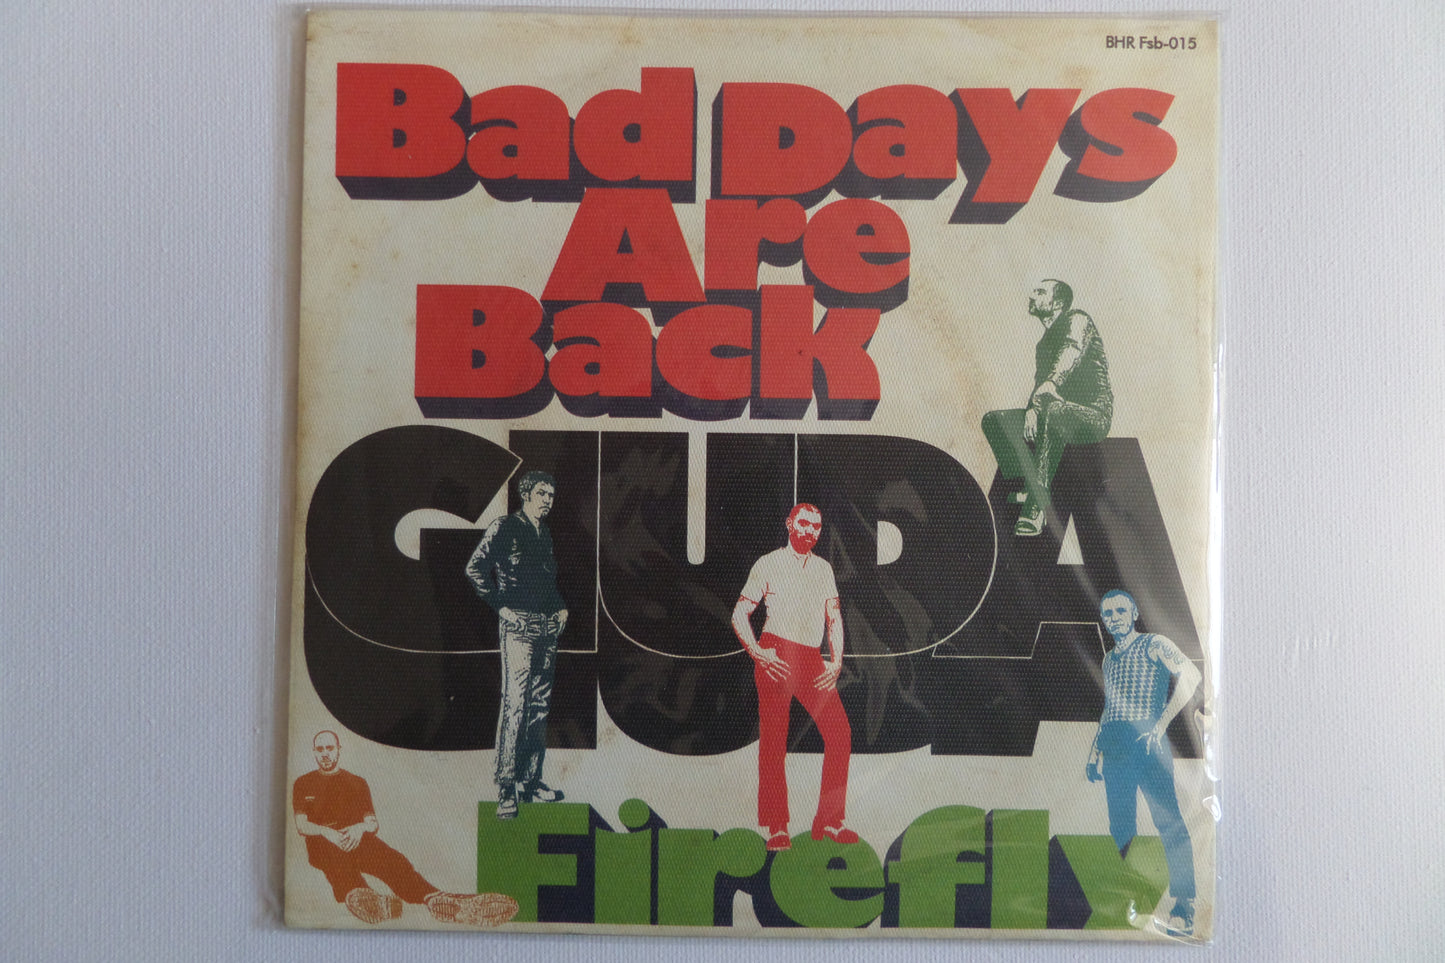 BHR Fsb-015
Bad Days
Are
Back
GIUDA
Firefly